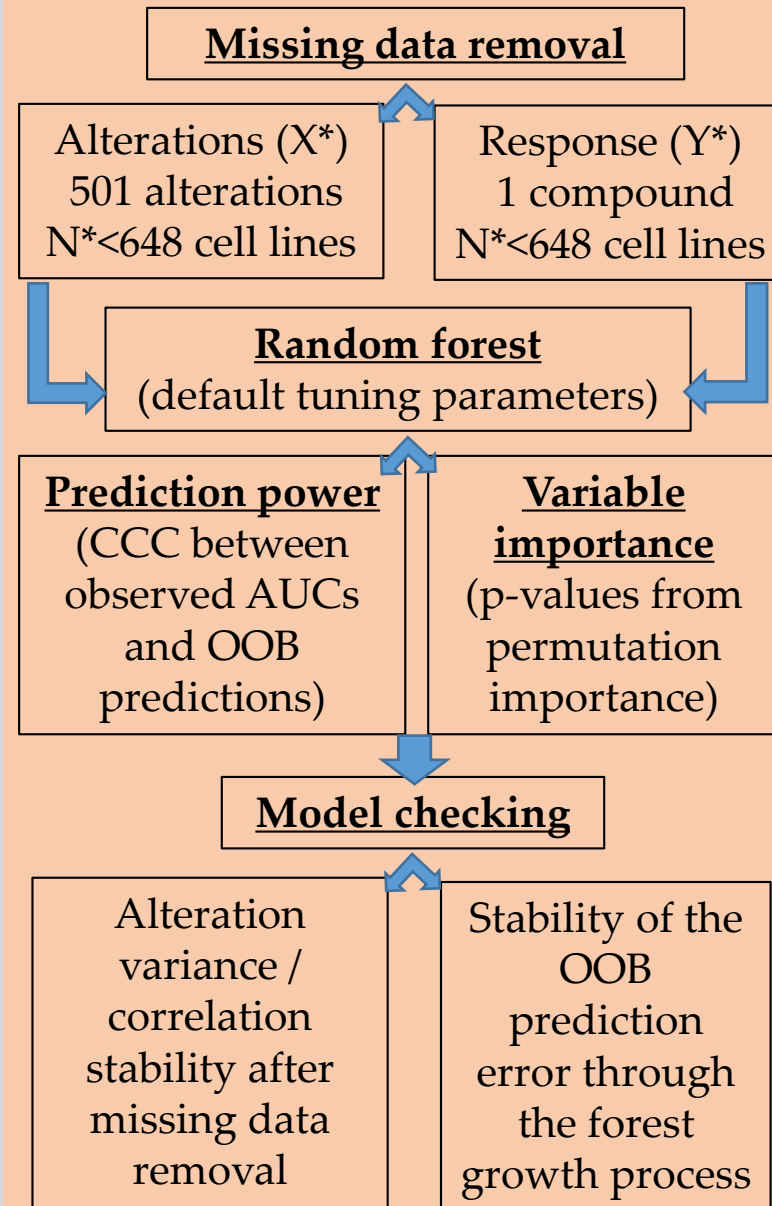 Missing data removal
Alterations (X*)
501 alterations
N*<648 cell lines
Response (Y*)
1 compound
N*<648 cell lines
Random forest
(default tuning parameters)
Prediction power
(CCC between
observed AUCs
and OOB
predictions)
Variable
importance
(p-values from
permutation
importance)
Model checking
Alteration
variance /
correlation
stability after
missing data
removal
Stability of the
OOB
prediction
error through
the forest
growth process